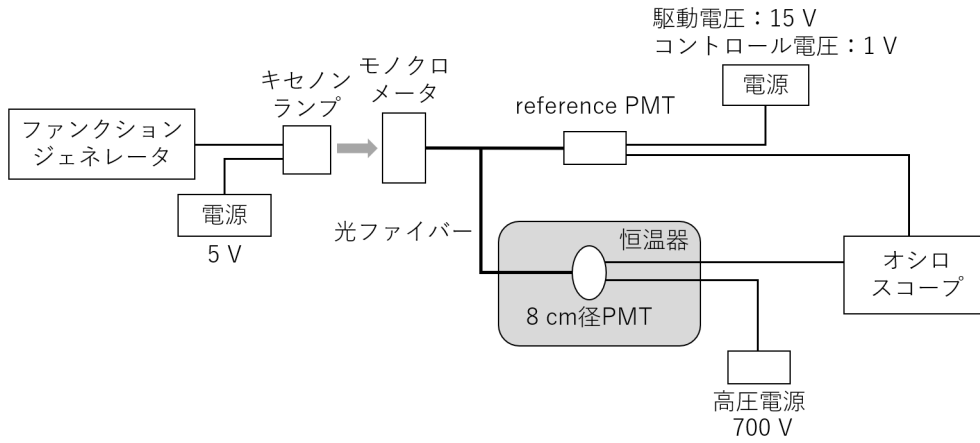 駆動電圧：15 V
コントロール電圧：1 V
電源
キセノン
ランプ
モノクロ
メータ
reference PMT
ファンクション
ジェネレータ
電源
5 V
光ファイバー
恒温器
8 cm径PMT
オシロ
スコープ
高圧電源
700 V